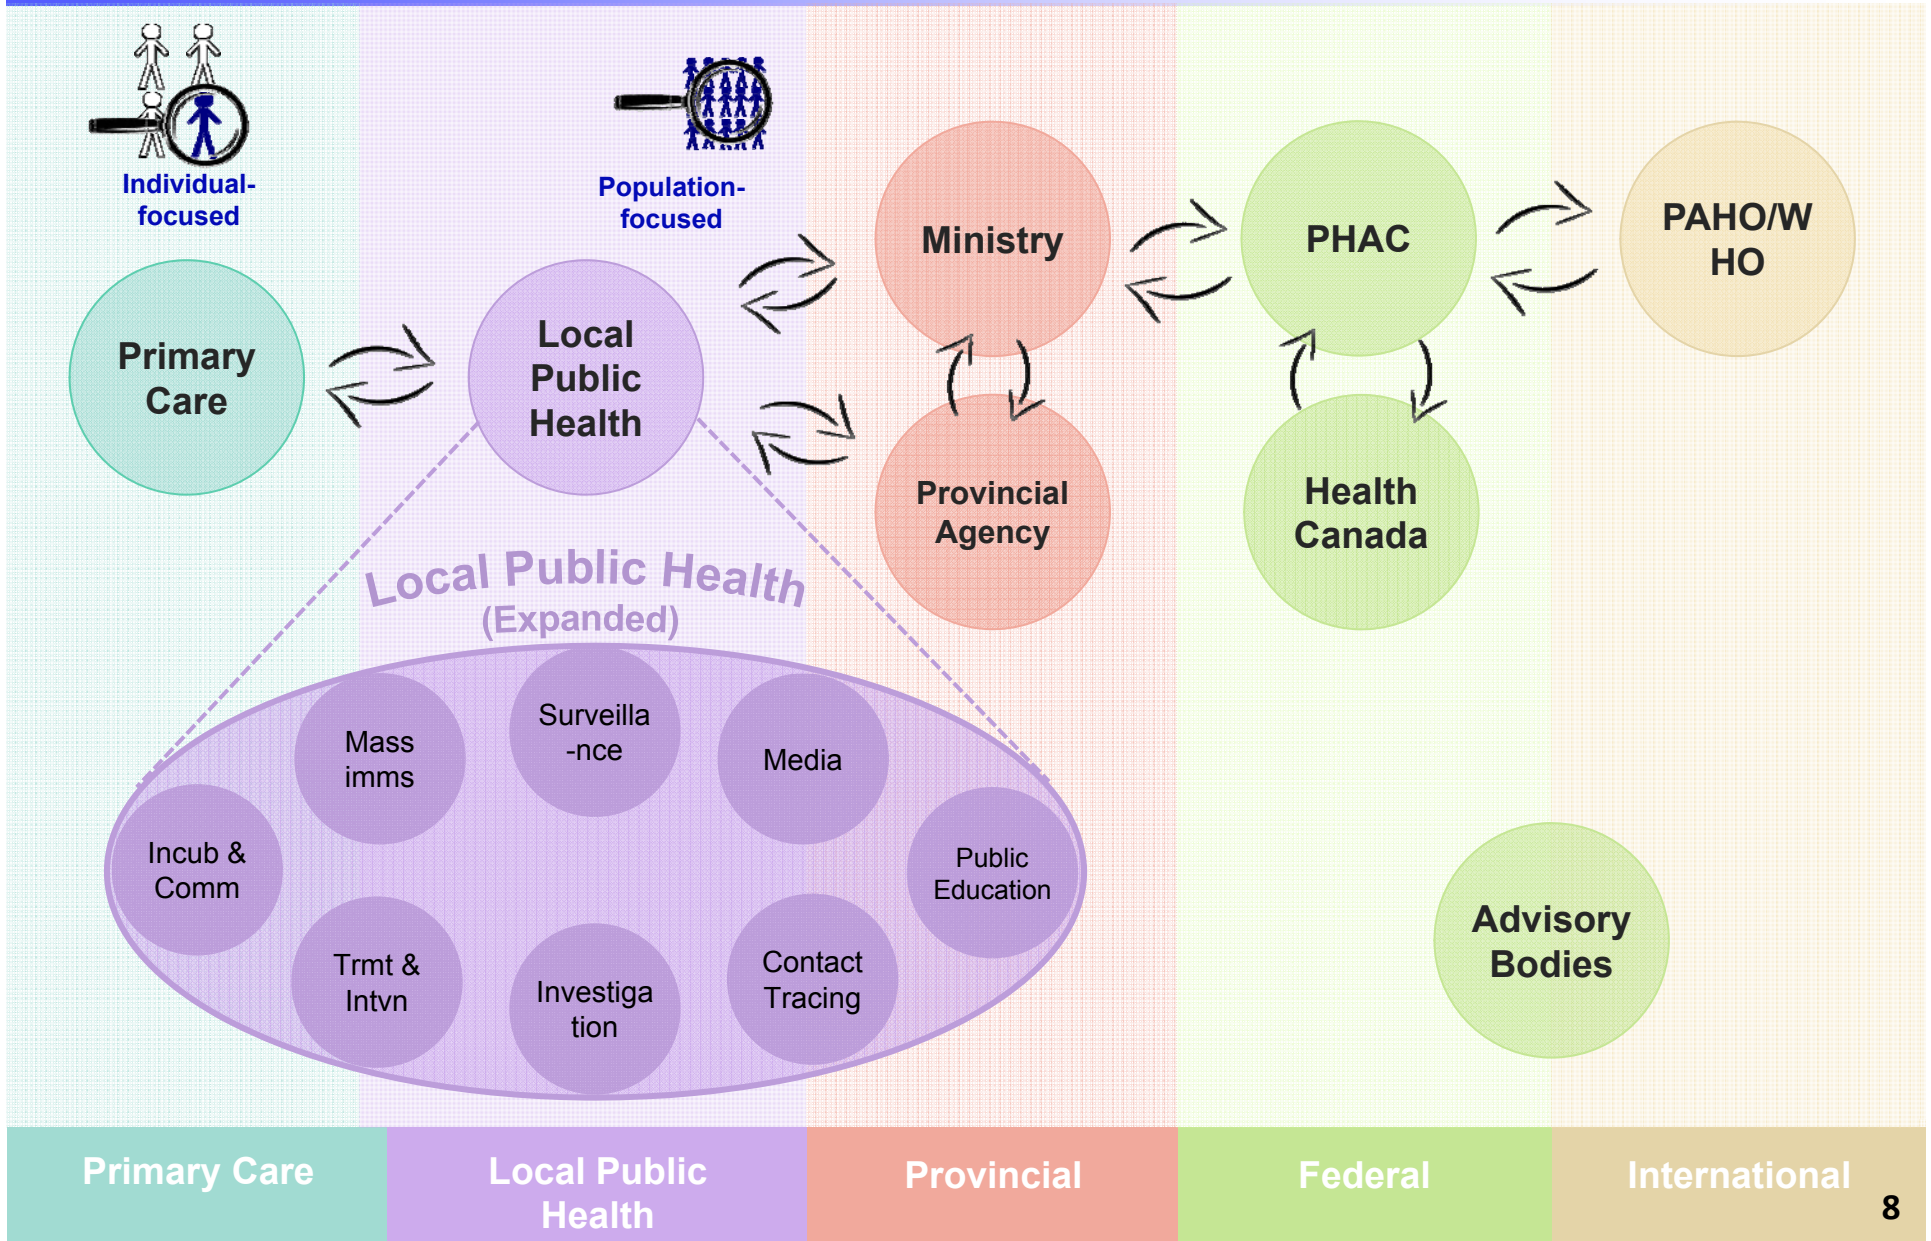 Individual-
focused
Population-
focused
Primary
Care
Local
Public
Health
Ministry
Provincial
Agency
PHAC
Health
Canada
PAHO/W
HO
Local Public Health
(Expanded)
Mass
imms
Surveilla
-nce
Media
Incub &
Comm
Public
Education
Trmt &
Intvn
Investiga
tion
Contact
Tracing
Advisory
Bodies
Primary Care
Local Public
Health
Provincial
Federal
International
8